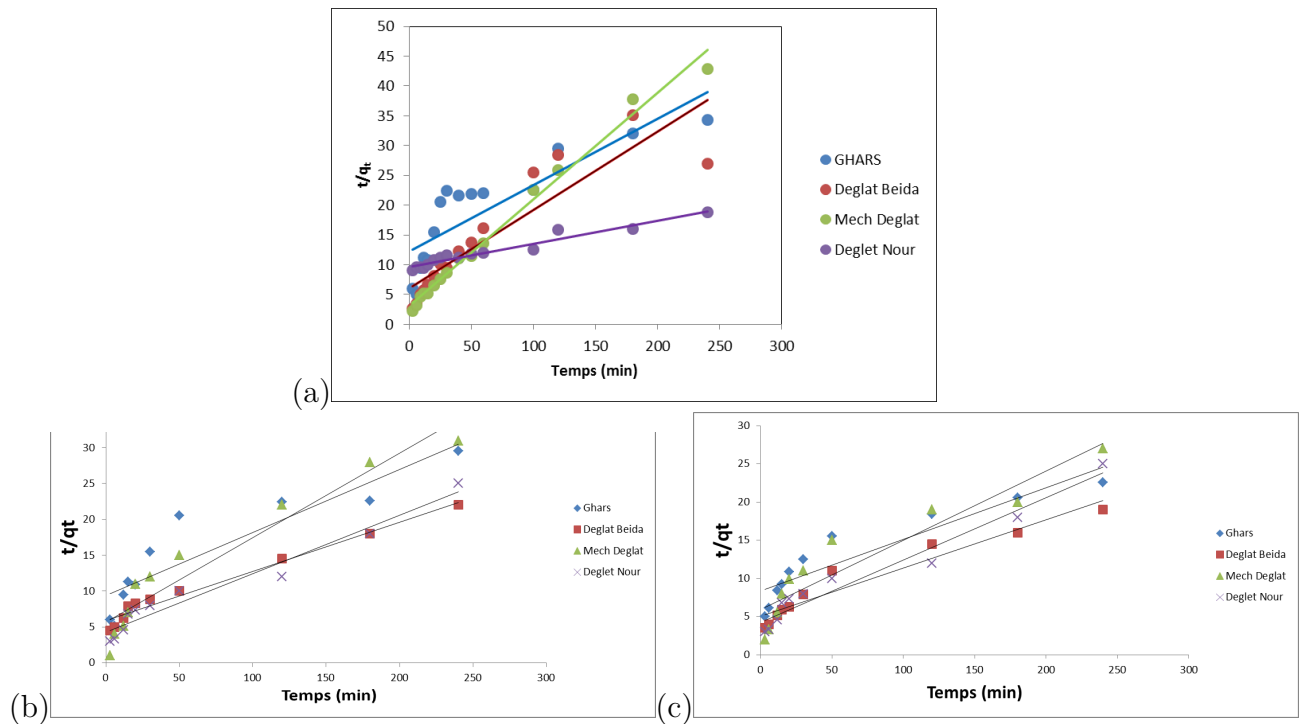 50
45
40
35
30
25
20
15
10
5
0
t/qt
0 50 100 150 200 250 300
Temps (min)
GHARS
Deglat Beida
Mech Deglat
Deglet Nour
(a)
30
25
20
15
10
5
0
t/qt
0 50 100 150 200 250 300
Temps (min)
Ghars
Deglat Beida
Mech Deglat
Deglet Nour
(b)
30
25
20
15
10
5
0
t/qt
0 50 100 150 200 250 300
Temps (min)
Ghars
Deglat Beida
Mech Deglat
Deglet Nour
(c)